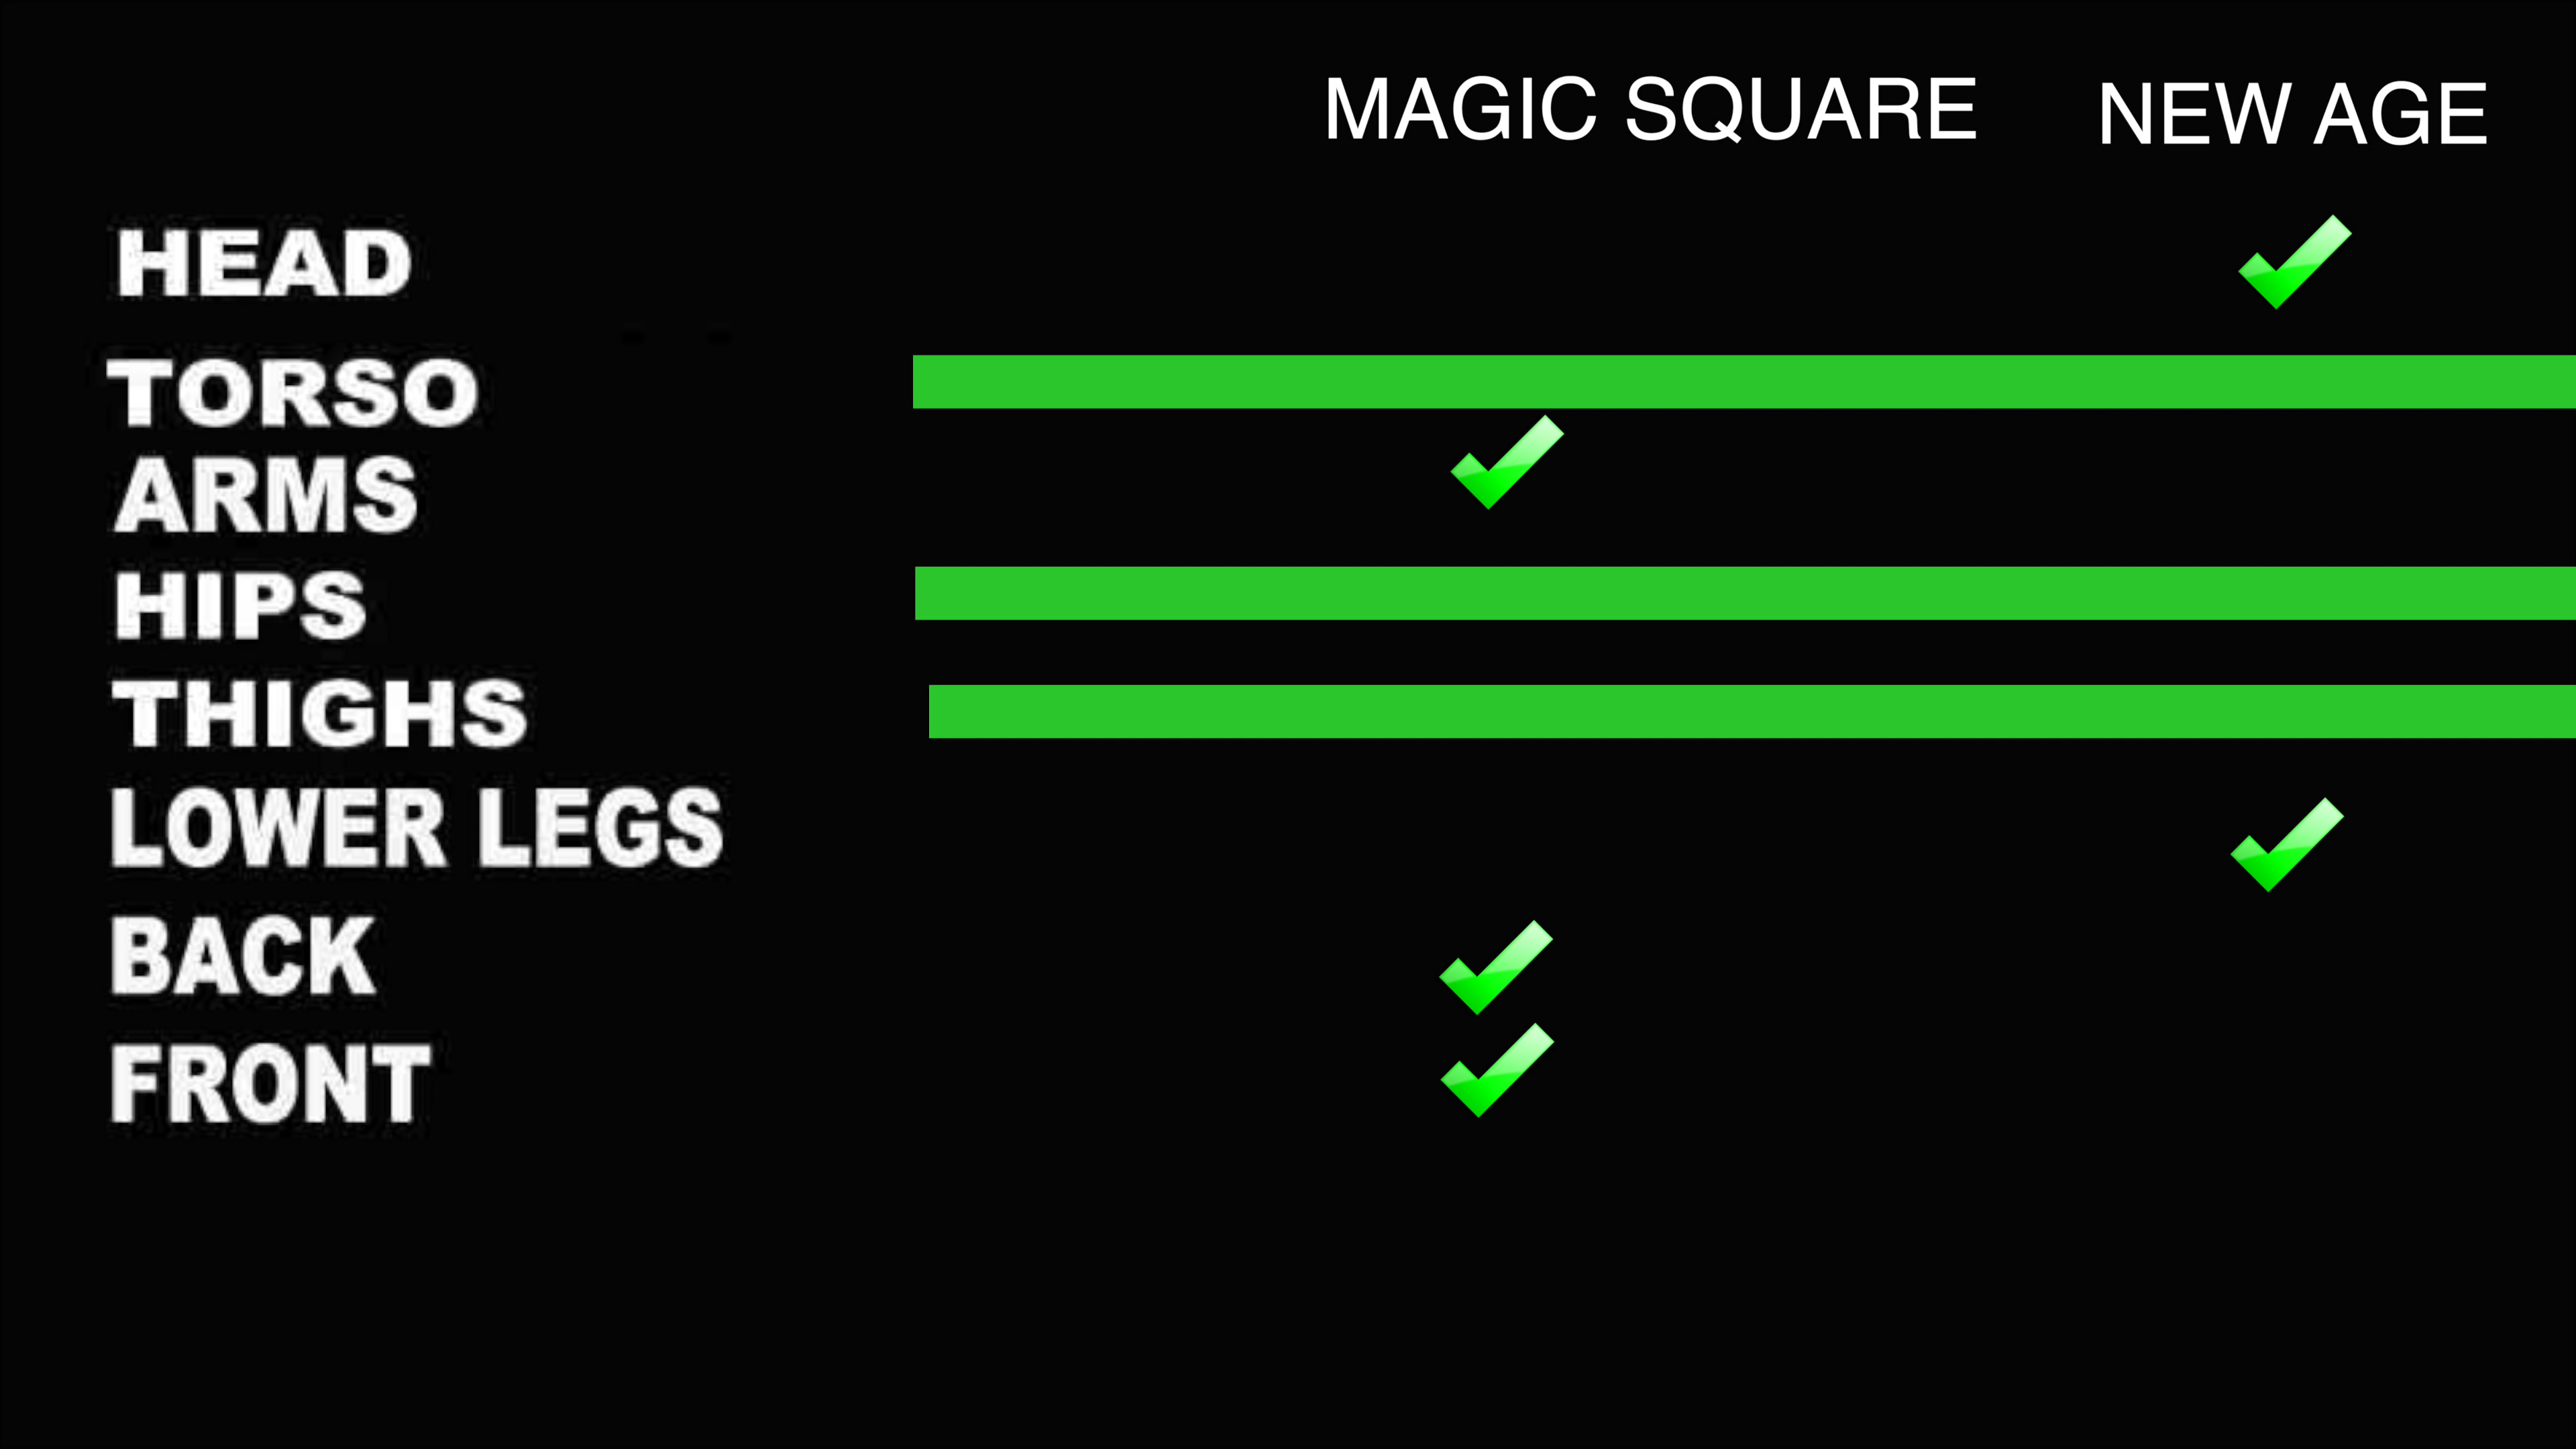 MAGIC SQUARE NEW AGE
HEAD
TORSO
ARMS
HIPS
THIGHS
LOWER LEGS
BACK
FRONT